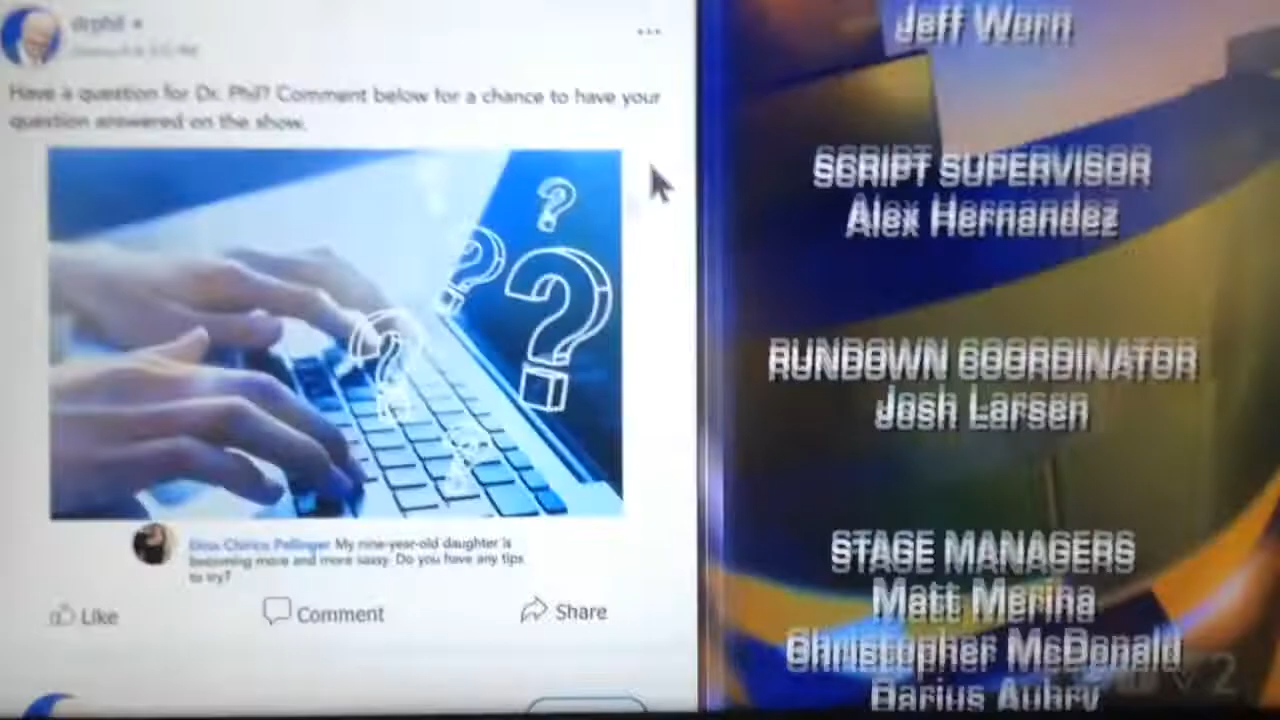 drphil
Have a question for Dr. Phil? Comment below for a chance to have your
question answered on the show.
My nine-year-old daughter is
becoming more and more sassy. Do you have any tips
to try?
Like
Comment
Share
Jeff Worn
SCRIPT SUPERVISOR
Alex Hernandez
RUNDOWN COORDINATOR
Josh Larsen
STAGE MANAGERS
Matt Merina
Christopher McDonald
Darius Aubry
2